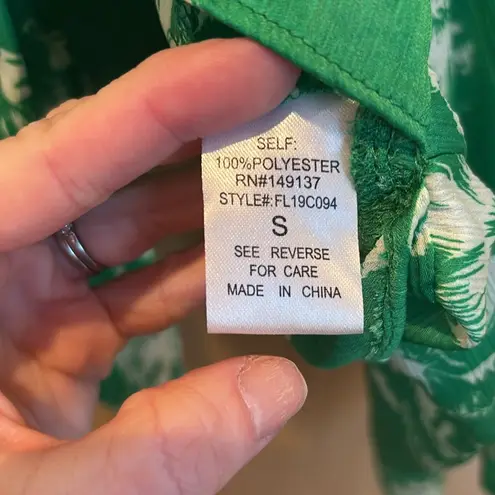 SELF:
100%POLYESTER
RN#149137
STYLE#:FL19C094
S
SEE REVERSE
FOR CARE
MADE IN CHINA